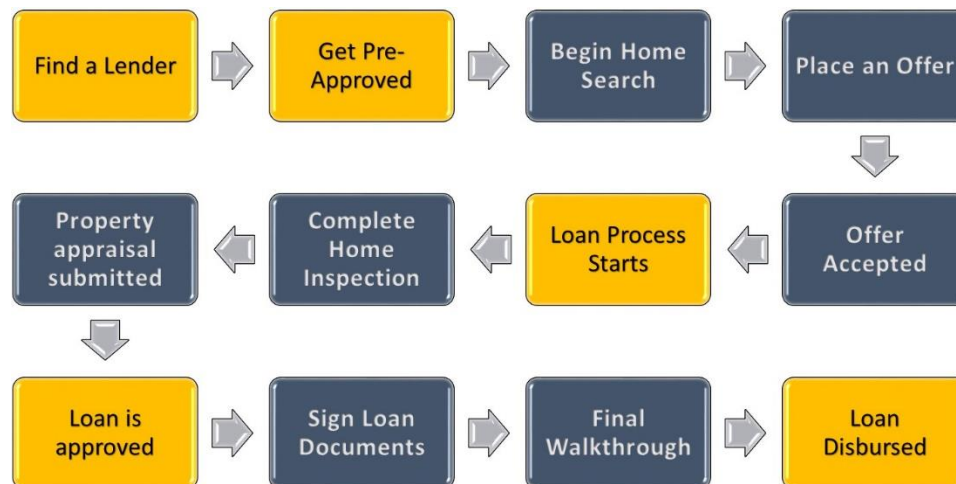 Find a Lender
Get Pre-
Approved
Begin Home
Search
Place an Offer
Offer
Accepted
Loan Process
Starts
Complete
Home
Inspection
Property
appraisal
submitted
Loan is
approved
Sign Loan
Documents
Final
Walkthrough
Loan
Disbursed